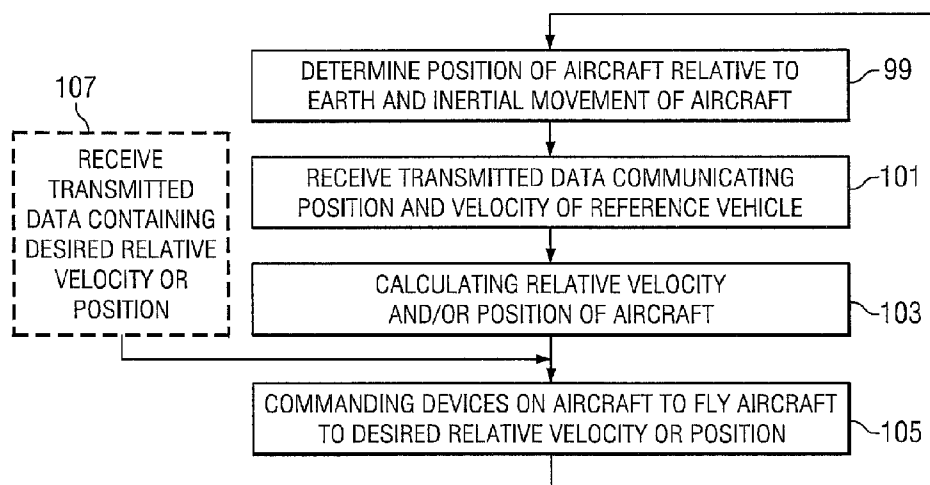 DETERMINE POSITION OF AIRCRAFT RELATIVE TO
EARTH AND INERTIAL MOVEMENT OF AIRCRAFT
99
107
RECEIVE
TRANSMITTED
DATA CONTAINING
DESIRED RELATIVE
VELOCITY OR
POSITION
RECEIVE TRANSMITTED DATA COMMUNICATING
POSITION AND VELOCITY OF REFERENCE VEHICLE
101
CALCULATING RELATIVE VELOCITY
AND/OR POSITION OF AIRCRAFT
103
COMMANDING DEVICES ON AIRCRAFT TO FLY AIRCRAFT
TO DESIRED RELATIVE VELOCITY OR POSITION
105